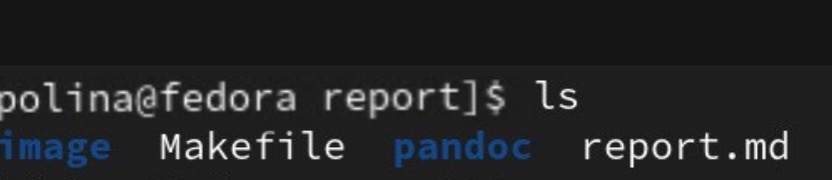 polina@fedora report]$ ls
image Makefile pandoc report.md